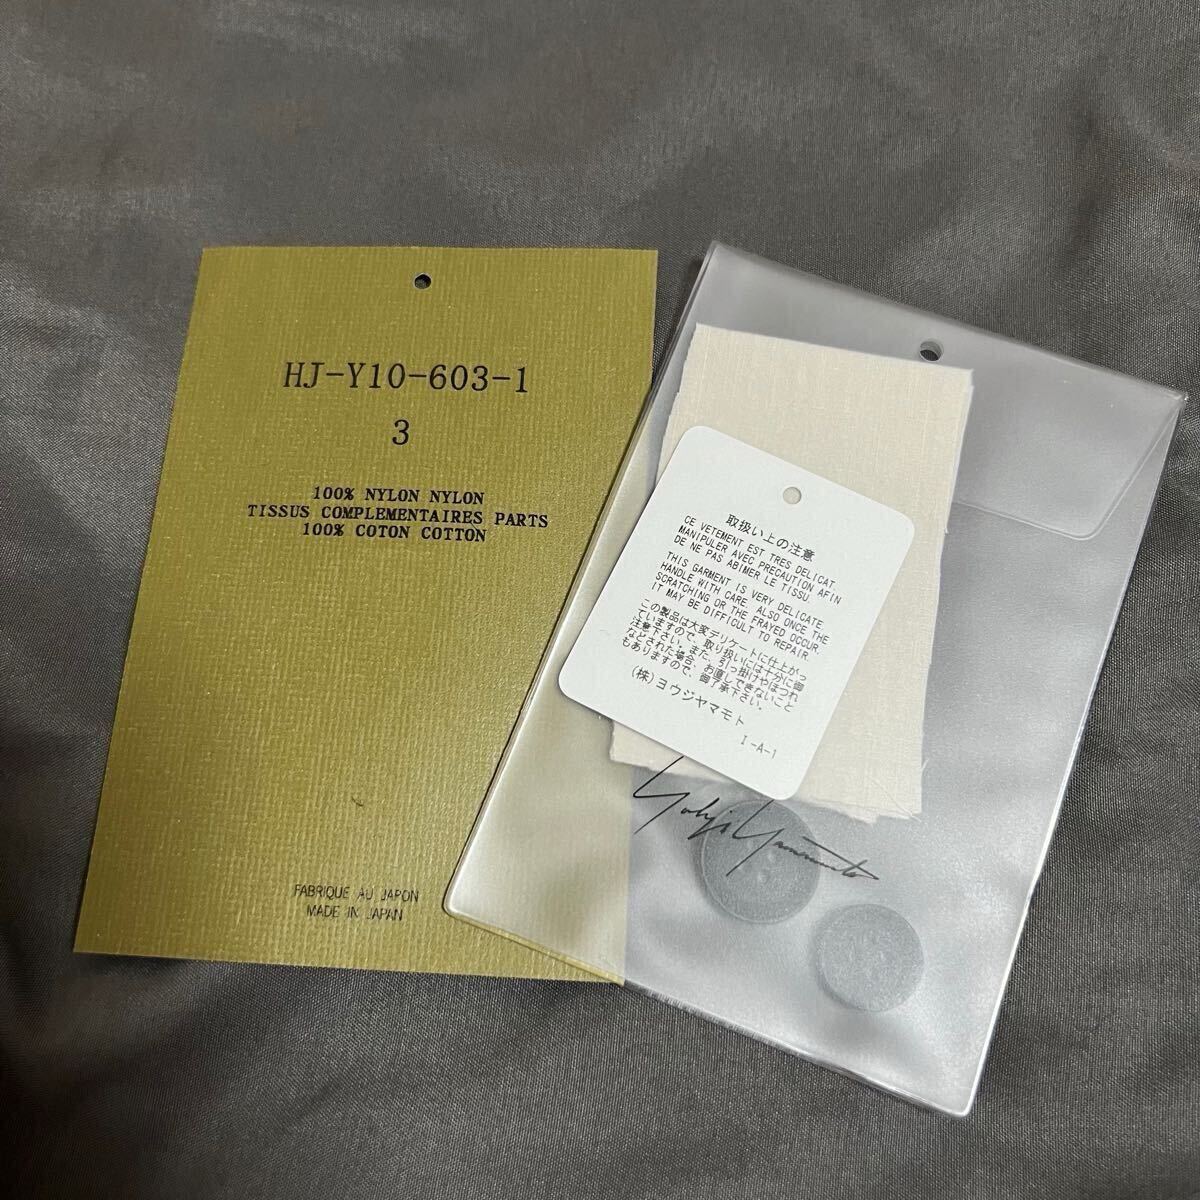 HJ-Y10-603-1
3
100% NYLON NYLON
TISSUS COMPLEMENTAIRES PARTS
100% COTON COTTON
FABRIQUE AU JAPON
MADE IN JAPAN
取扱い上の注意
CE VETEMENT EST TRES DELICAT
MANIPULER AVEC PRECAUTION AFIN
DE NE PAS ABIMER LE TISSU.
THIS GARMENT IS VERY DELICATE.
HANDLE WITH CARE. ALSO ONCE THE
SCRATCHING OR THE FRAYED OCCUR,
IT MAY BE DIFFICULT TO REPAIR.
この製品は大変デリケートに仕上がっ
ていますので、取り扱いには十分に御
注意下さい。また、引っ掛けやほつれ
などされた場合、お直しできないこと
もありますので、御了承下さい。
(株)ヨウジヤマモト
I-A-1
Yohji Yamamoto